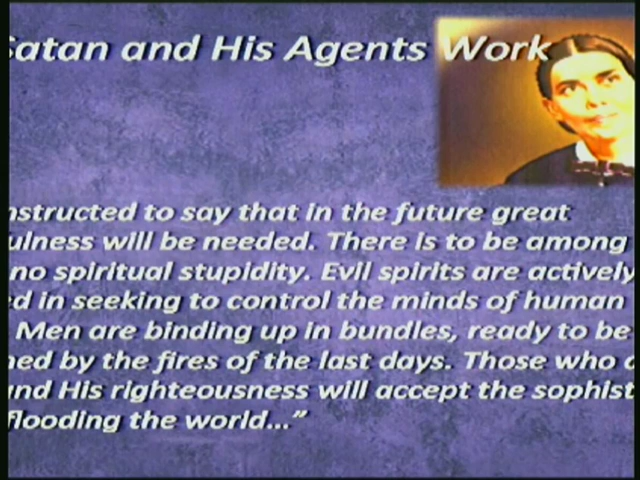 Satan and His Agents Work
nstructed to say that in the future great
ulness will be needed. There is to be among
no spiritual stupidity. Evil spirits are actively
ed in seeking to control the minds of human
Men are binding up in bundles, ready to be
ned by the fires of the last days. Those who
and His righteousness will accept the sophist
flooding the world...”